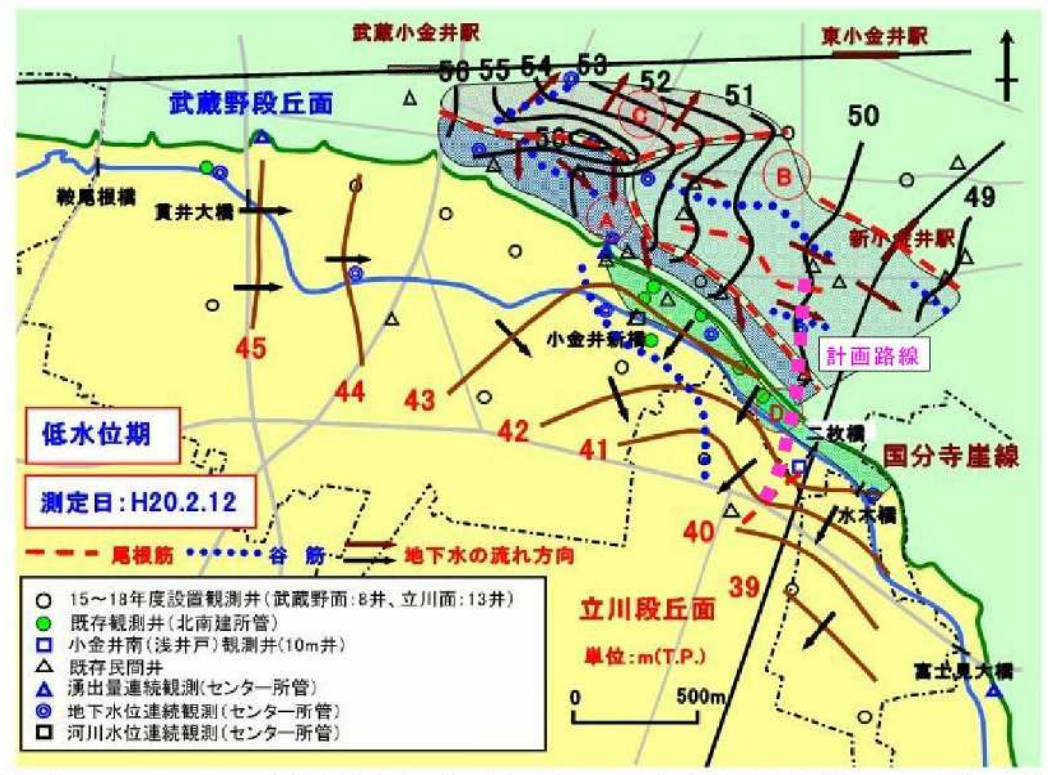 武蔵小金井駅
東小金井駅
56
55
54
53
52
51
50
49
56
武蔵野段丘面
C
B
A
D
鞍尾根橋
貫井大橋
新小金井駅
小金井新橋
計画路線
45
44
43
42
41
40
39
二枚橋
国分寺崖線
水木橋
低水位期
測定日:H20.2.12
尾根筋
谷 筋
地下水の流れ方向
立川段丘面
単位:m(T.P.)
0 500m
富士見大橋
15~18年度設置観測井(武蔵野面:8井、立川面:13井)
既存観測井(北南建所管)
小金井南(浅井戸)観測井(10m井)
既存民間井
湧出量連続観測(センター所管)
地下水位連続観測(センター所管)
河川水位連続観測(センター所管)